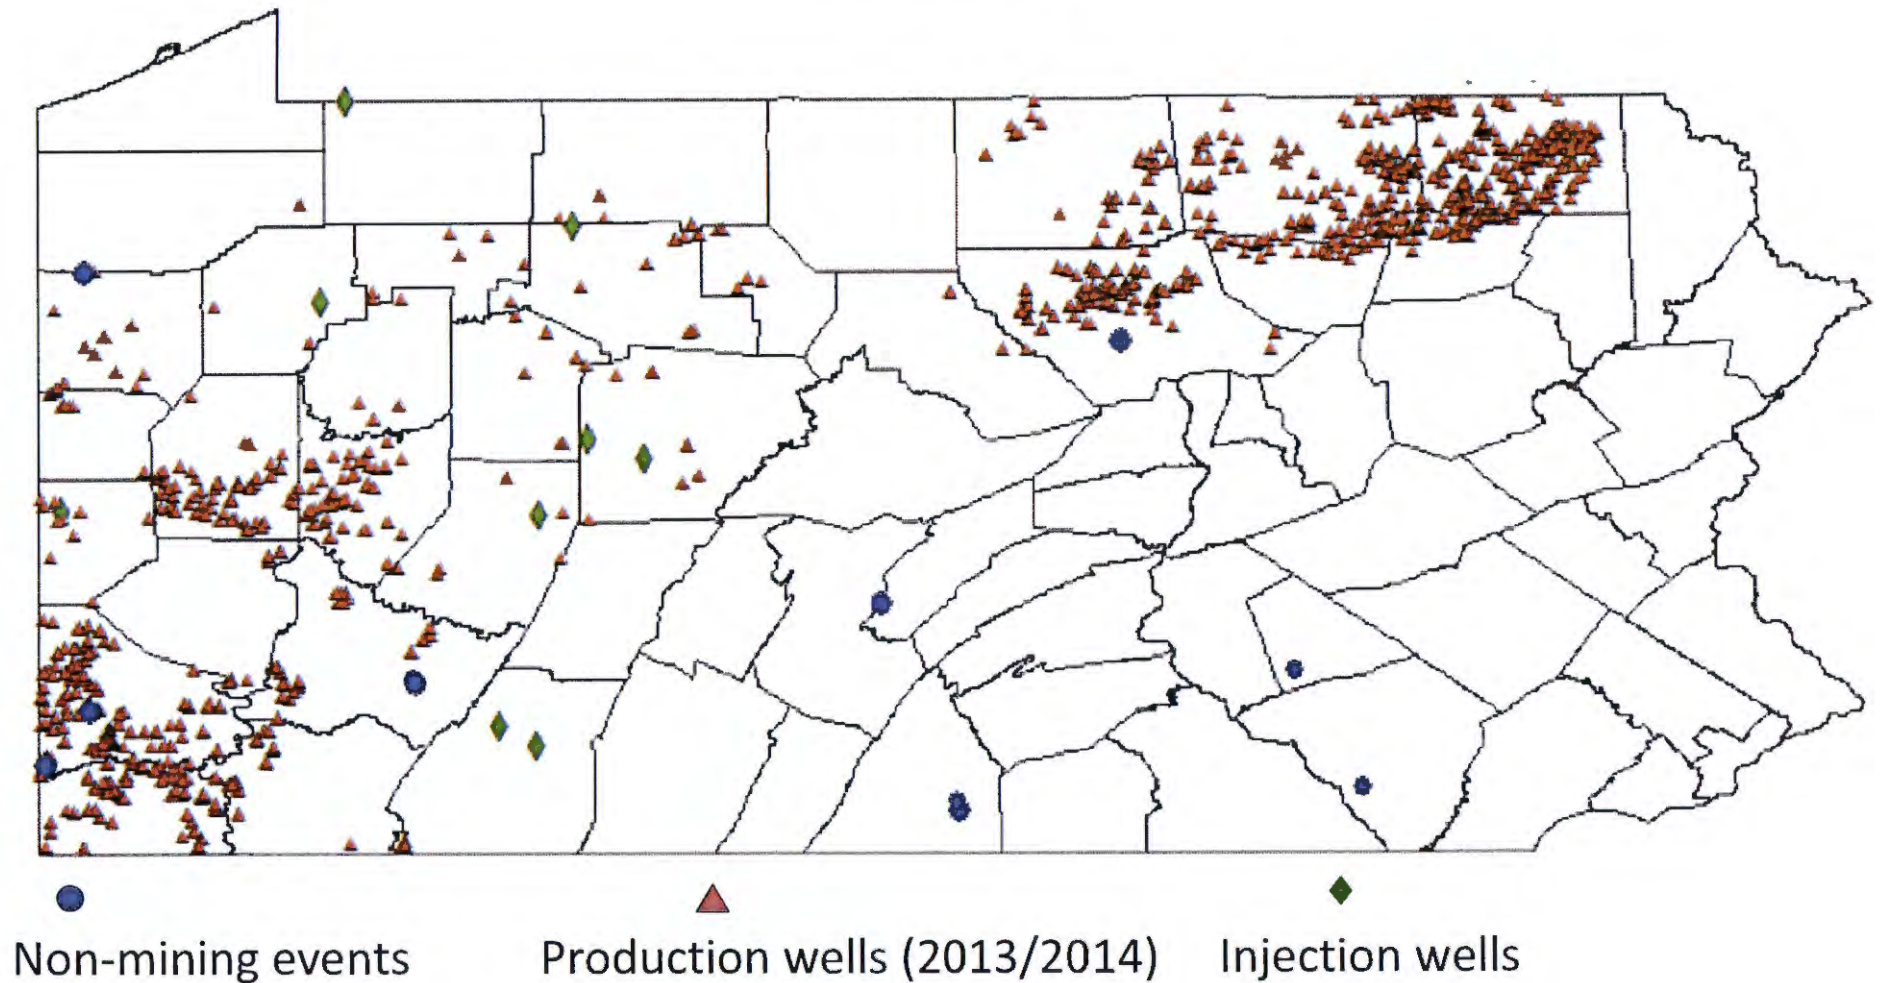 Non-mining events
Production wells (2013/2014)
Injection wells